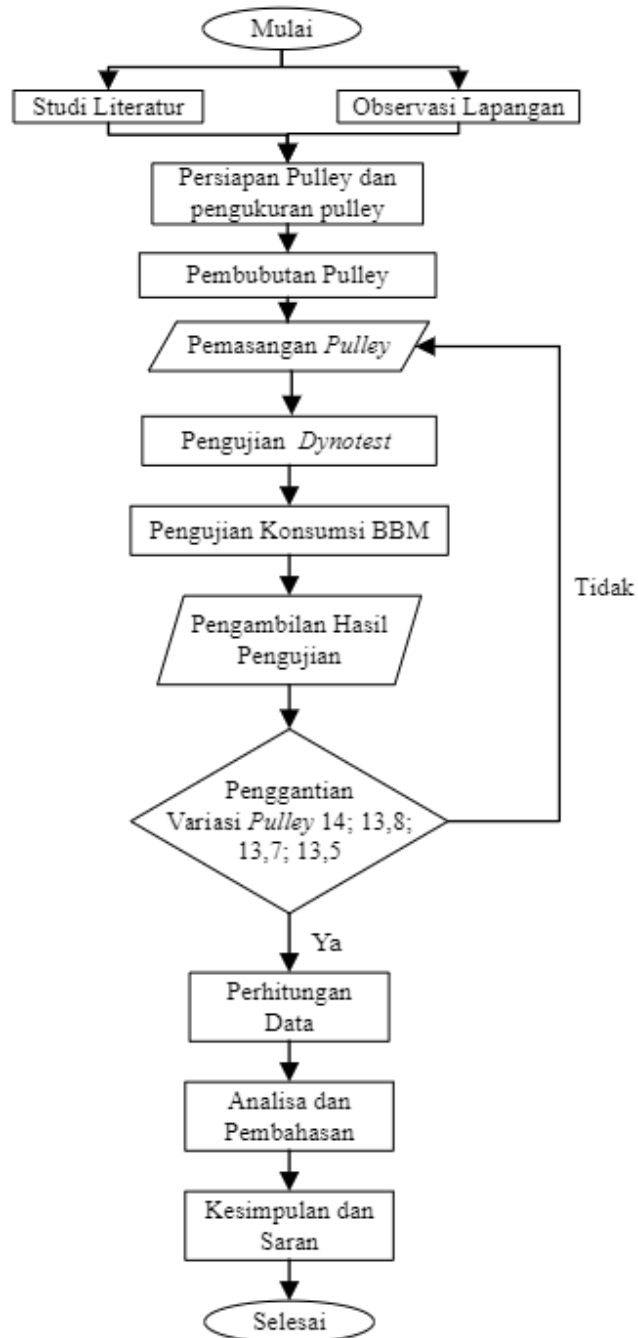 Mulai
Studi Literatur
Observasi Lapangan
Persiapan Pulley dan
pengukuran pulley
Pembubutan Pulley
Pemasangan Pulley
Pengujian Dynotest
Pengujian Konsumsi BBM
Tidak
Pengambilan Hasil
Pengujian
Penggantian
Variasi Pulley 14; 13,8;
13,7; 13,5
Ya
Perhitungan
Data
Analisa dan
Pembahasan
Kesimpulan dan
Saran
Selesai